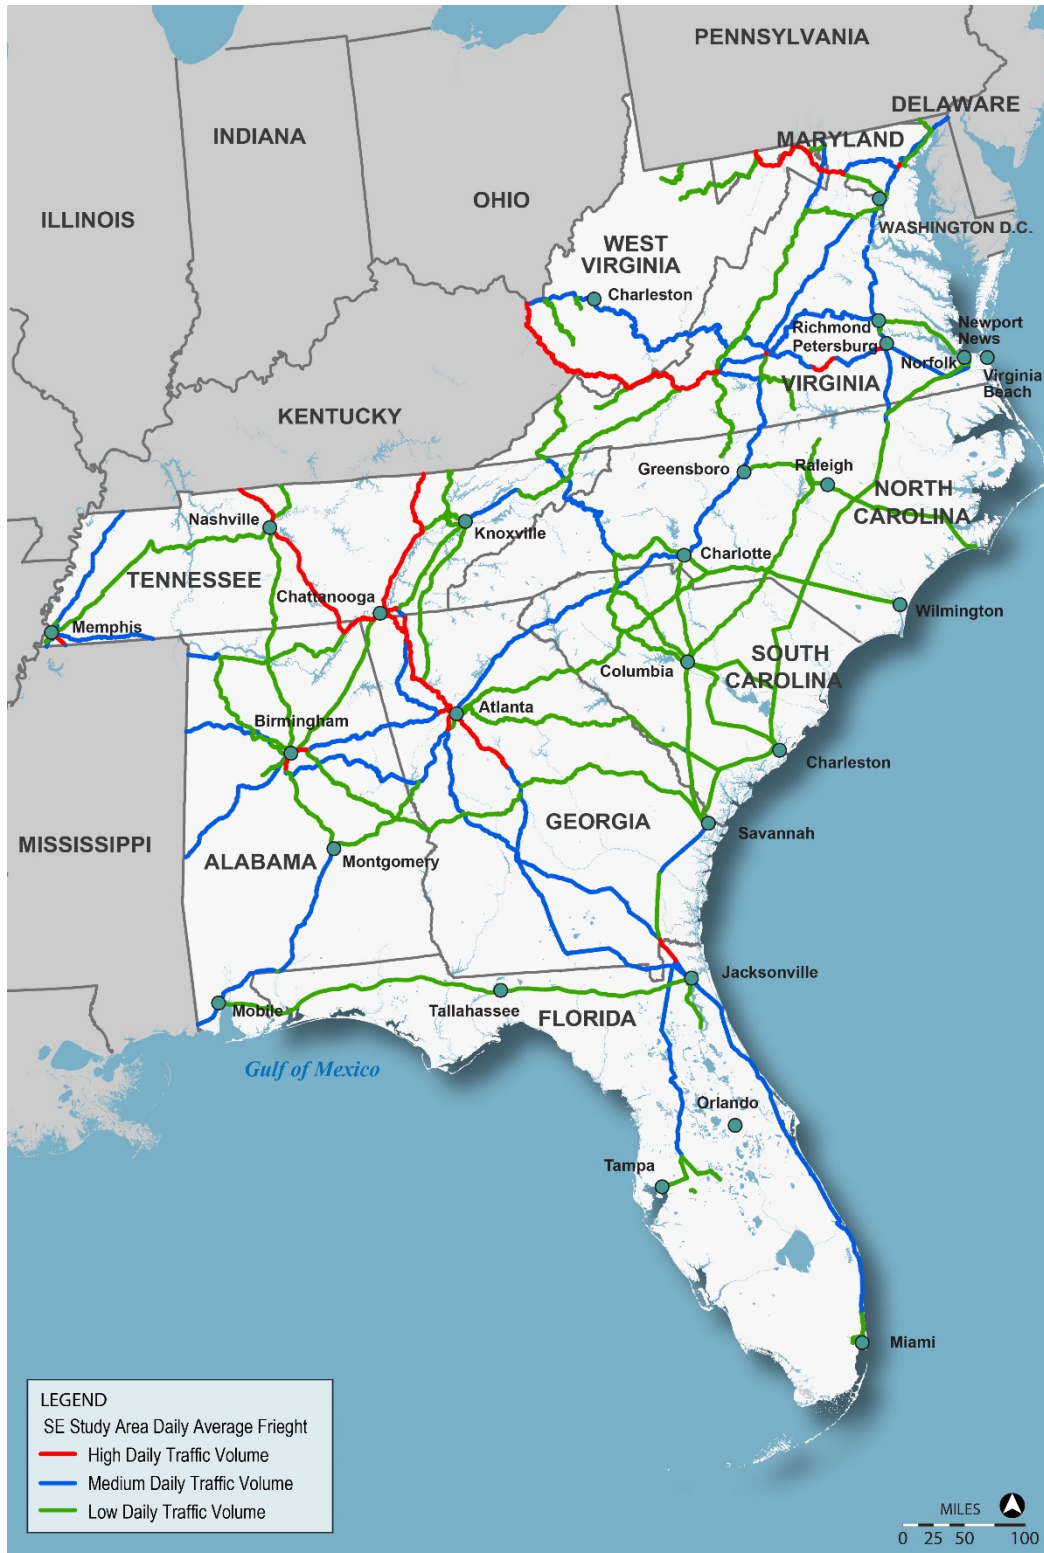 PENNSYLVANIA
DELAWARE
MARYLAND
INDIANA
OHIO
ILLINOIS
WASHINGTON D.C.
WEST
VIRGINIA
Charleston
Richmond
Newport
News
Petersburg
Norfolk
Virginia
Beach
VIRGINIA
KENTUCKY
Greensboro
Raleigh
NORTH
CAROLINA
Nashville
Knoxville
Charlotte
TENNESSEE
Chattanooga
Wilmington
Memphis
SOUTH
CAROLINA
Columbia
Atlanta
Birmingham
Charleston
GEORGIA
Savannah
MISSISSIPPI
ALABAMA
Montgomery
Jacksonville
Mobile
Tallahassee
FLORIDA
Gulf of Mexico
Orlando
Tampa
Miami
LEGEND
SE Study Area Daily Average Frieght
High Daily Traffic Volume
Medium Daily Traffic Volume
Low Daily Traffic Volume
MILES
0 25 50 100